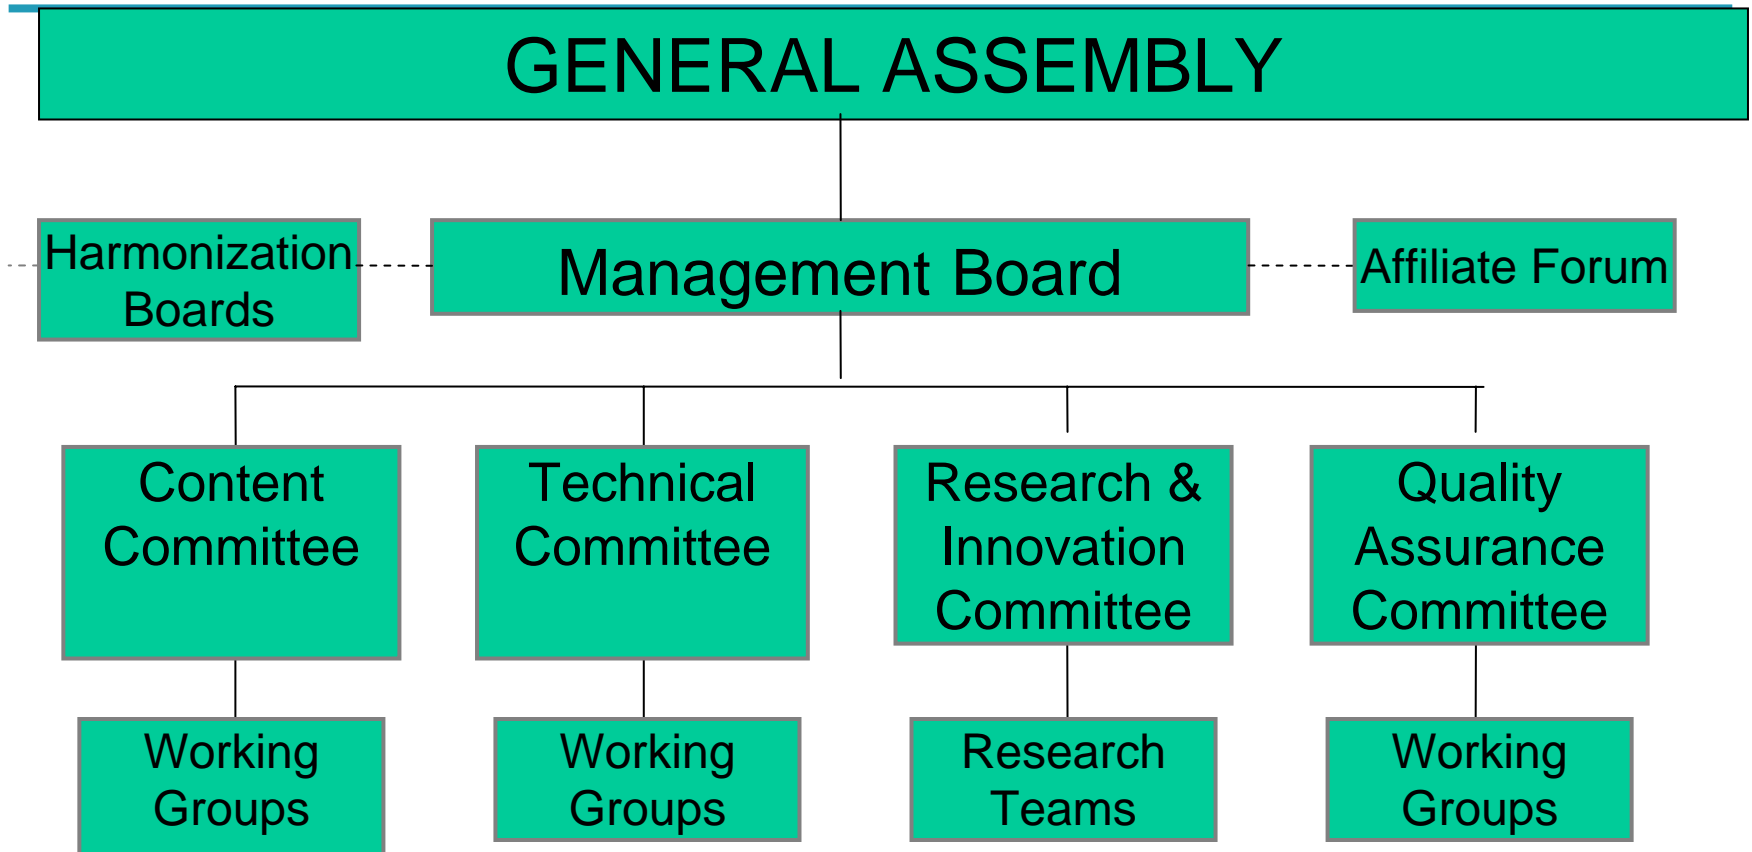 GENERAL ASSEMBLY
Harmonization
Boards
Management Board
Affiliate Forum
Content
Committee
Technical
Committee
Research &
Innovation
Committee
Quality
Assurance
Committee
Working
Groups
Working
Groups
Research
Teams
Working
Groups